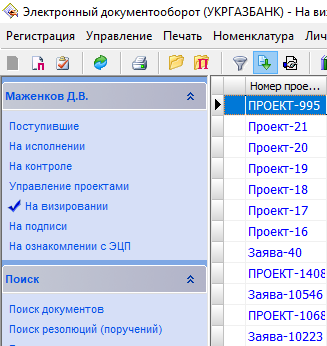 Электронный документооборот (УКРГАЗБАНК) - На ви
Регистрация Управление Печать Номенклатура Лич
Маженков Д.В.
Поступившие
На исполнении
На контроле
Управление проектами
На визировании
На подписи
На ознакомлении с ЭЦП
Поиск
Поиск документов
Поиск резолюций (поручений)
Номер прое...
ПРОЕКТ-995
Проект-21
Проект-20
Проект-19
Проект-18
Проект-17
Проект-16
Заява-40
ПРОЕКТ-1408
Заява-10546
ПРОЕКТ-1068
Заява-10223